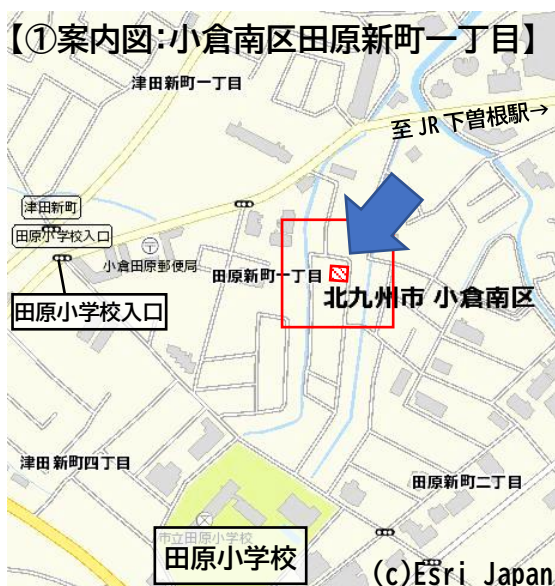 【①案内図:小倉南区田原新町一丁目】
津田新町一丁目
至JR下曽根駅→
津田新町
田原小学校入口
小倉田原郵便局
田原新町一丁目
田原小学校入口
北九州市 小倉南区
津田新町四丁目
田原新町二丁目
市立田原小学校
田原小学校
(c)Esri Japan